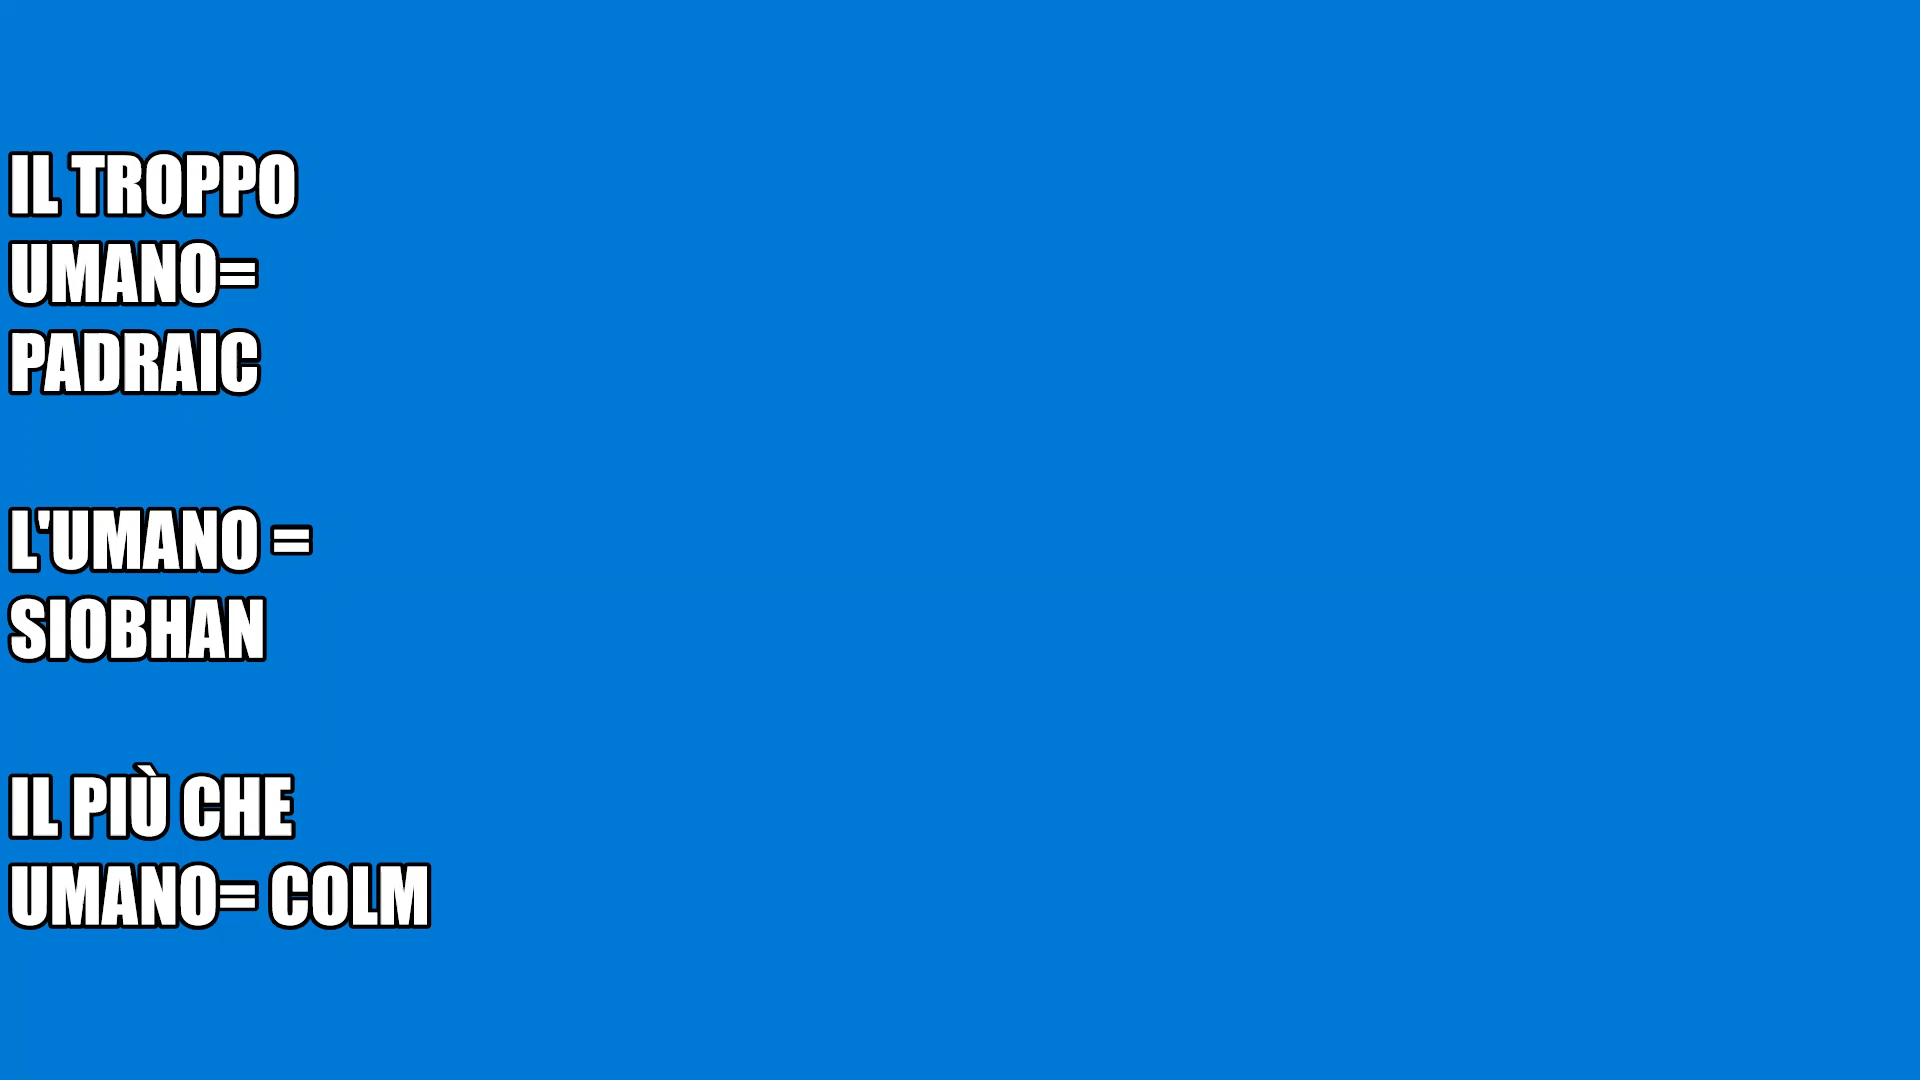 IL TROPPO
UMANO=
PADRAIC
L'UMANO =
SIOBHAN
IL PIÙ CHE
UMANO= COLM